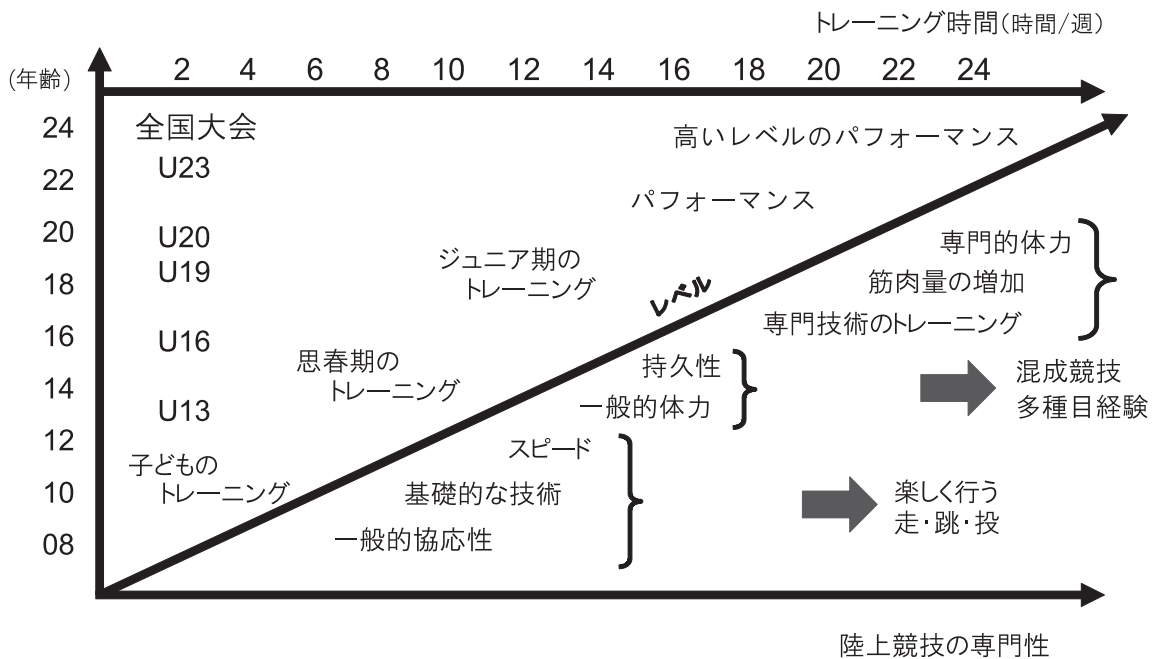 トレーニング時間(時間/週)
(年齢)
2 4 6 8 10 12 14 16 18 20 22 24
24
22
20
18
16
14
12
10
08
全国大会
U23
U20
U19
U16
U13
高いレベルのパフォーマンス
パフォーマンス
ジュニア期の
トレーニング
思春期の
トレーニング
子どもの
トレーニング
レベル
専門的体力
筋肉量の増加
専門技術のトレーニング
持久性
一般的体力
混成競技
多種目経験
スピード
基礎的な技術
一般的協応性
楽しく行う
走・跳・投
陸上競技の専門性